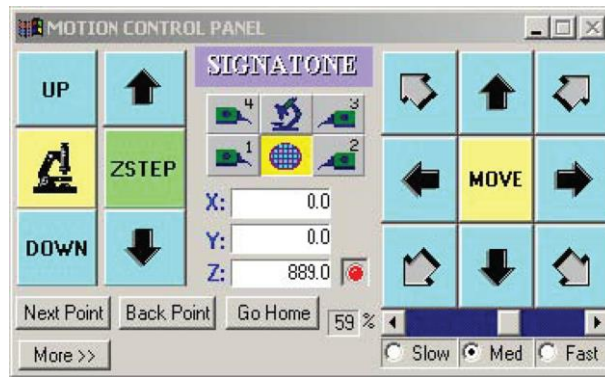 MOTION CONTROL PANEL
SIGNATONE
UP
ZSTEP
DOWN
4
3
1
2
X: 0.0
Y: 0.0
Z: 889.0
MOVE
Next Point Back Point Go Home 59 %
More >> Slow Med Fast